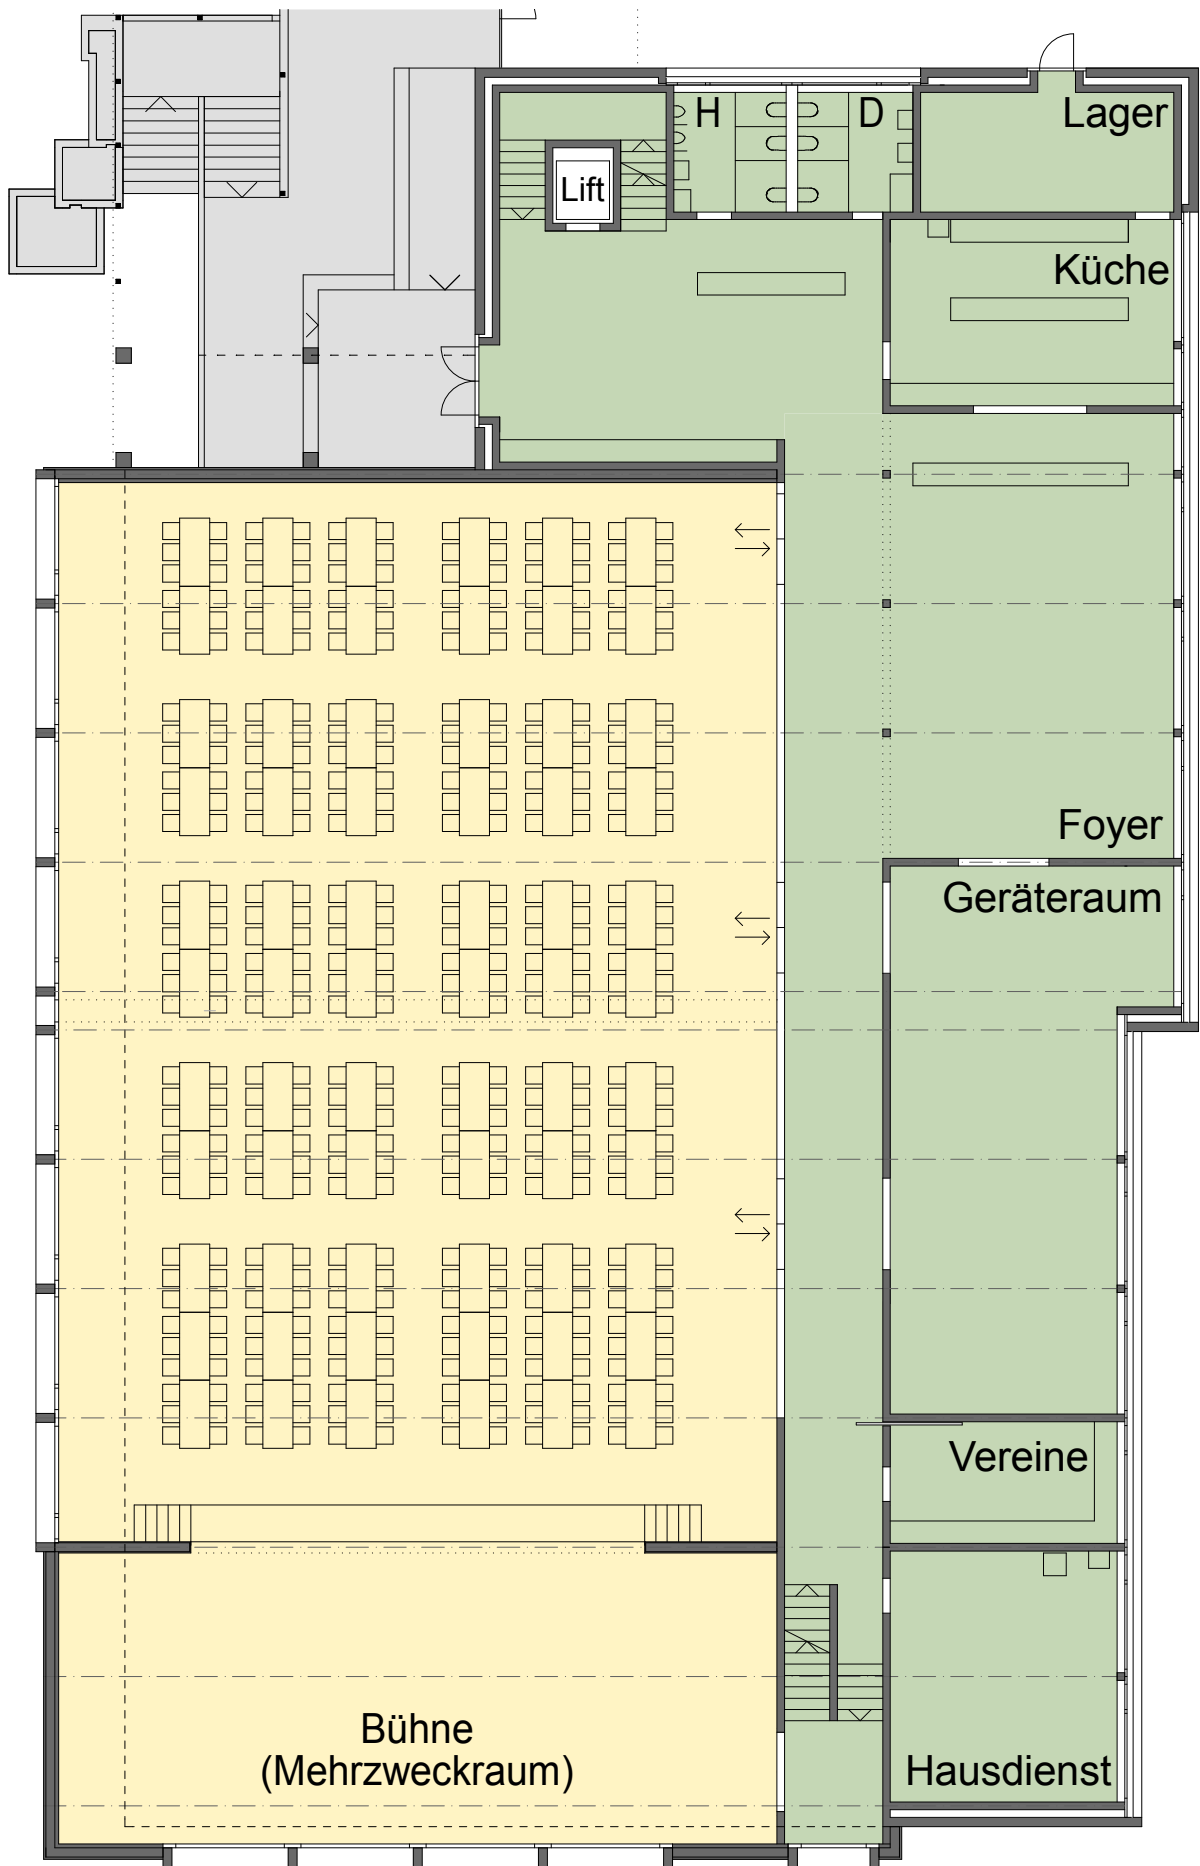 H
D
Lager
Lift
Küche
Foyer
Geräteraum
Vereine
Bühne
(Mehrzweckraum)
Hausdienst